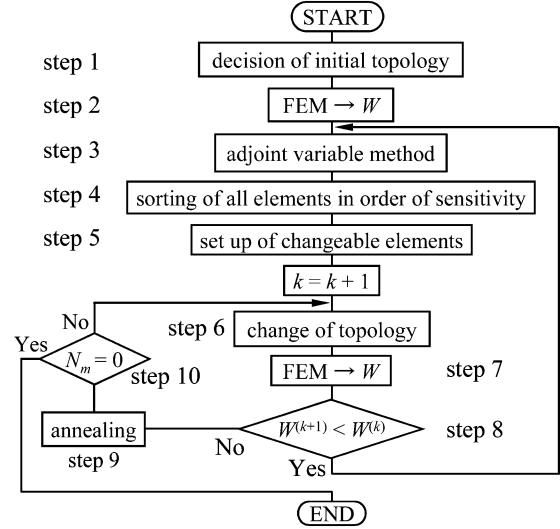 START
step 1
decision of initial topology
step 2
FEM → W
step 3
adjoint variable method
step 4
sorting of all elements in order of sensitivity
step 5
set up of changeable elements
k = k + 1
No
step 6
change of topology
Yes
N_m = 0
step 10
FEM → W
step 7
annealing
step 9
No
W^(k+1) < W^(k)
step 8
Yes
END